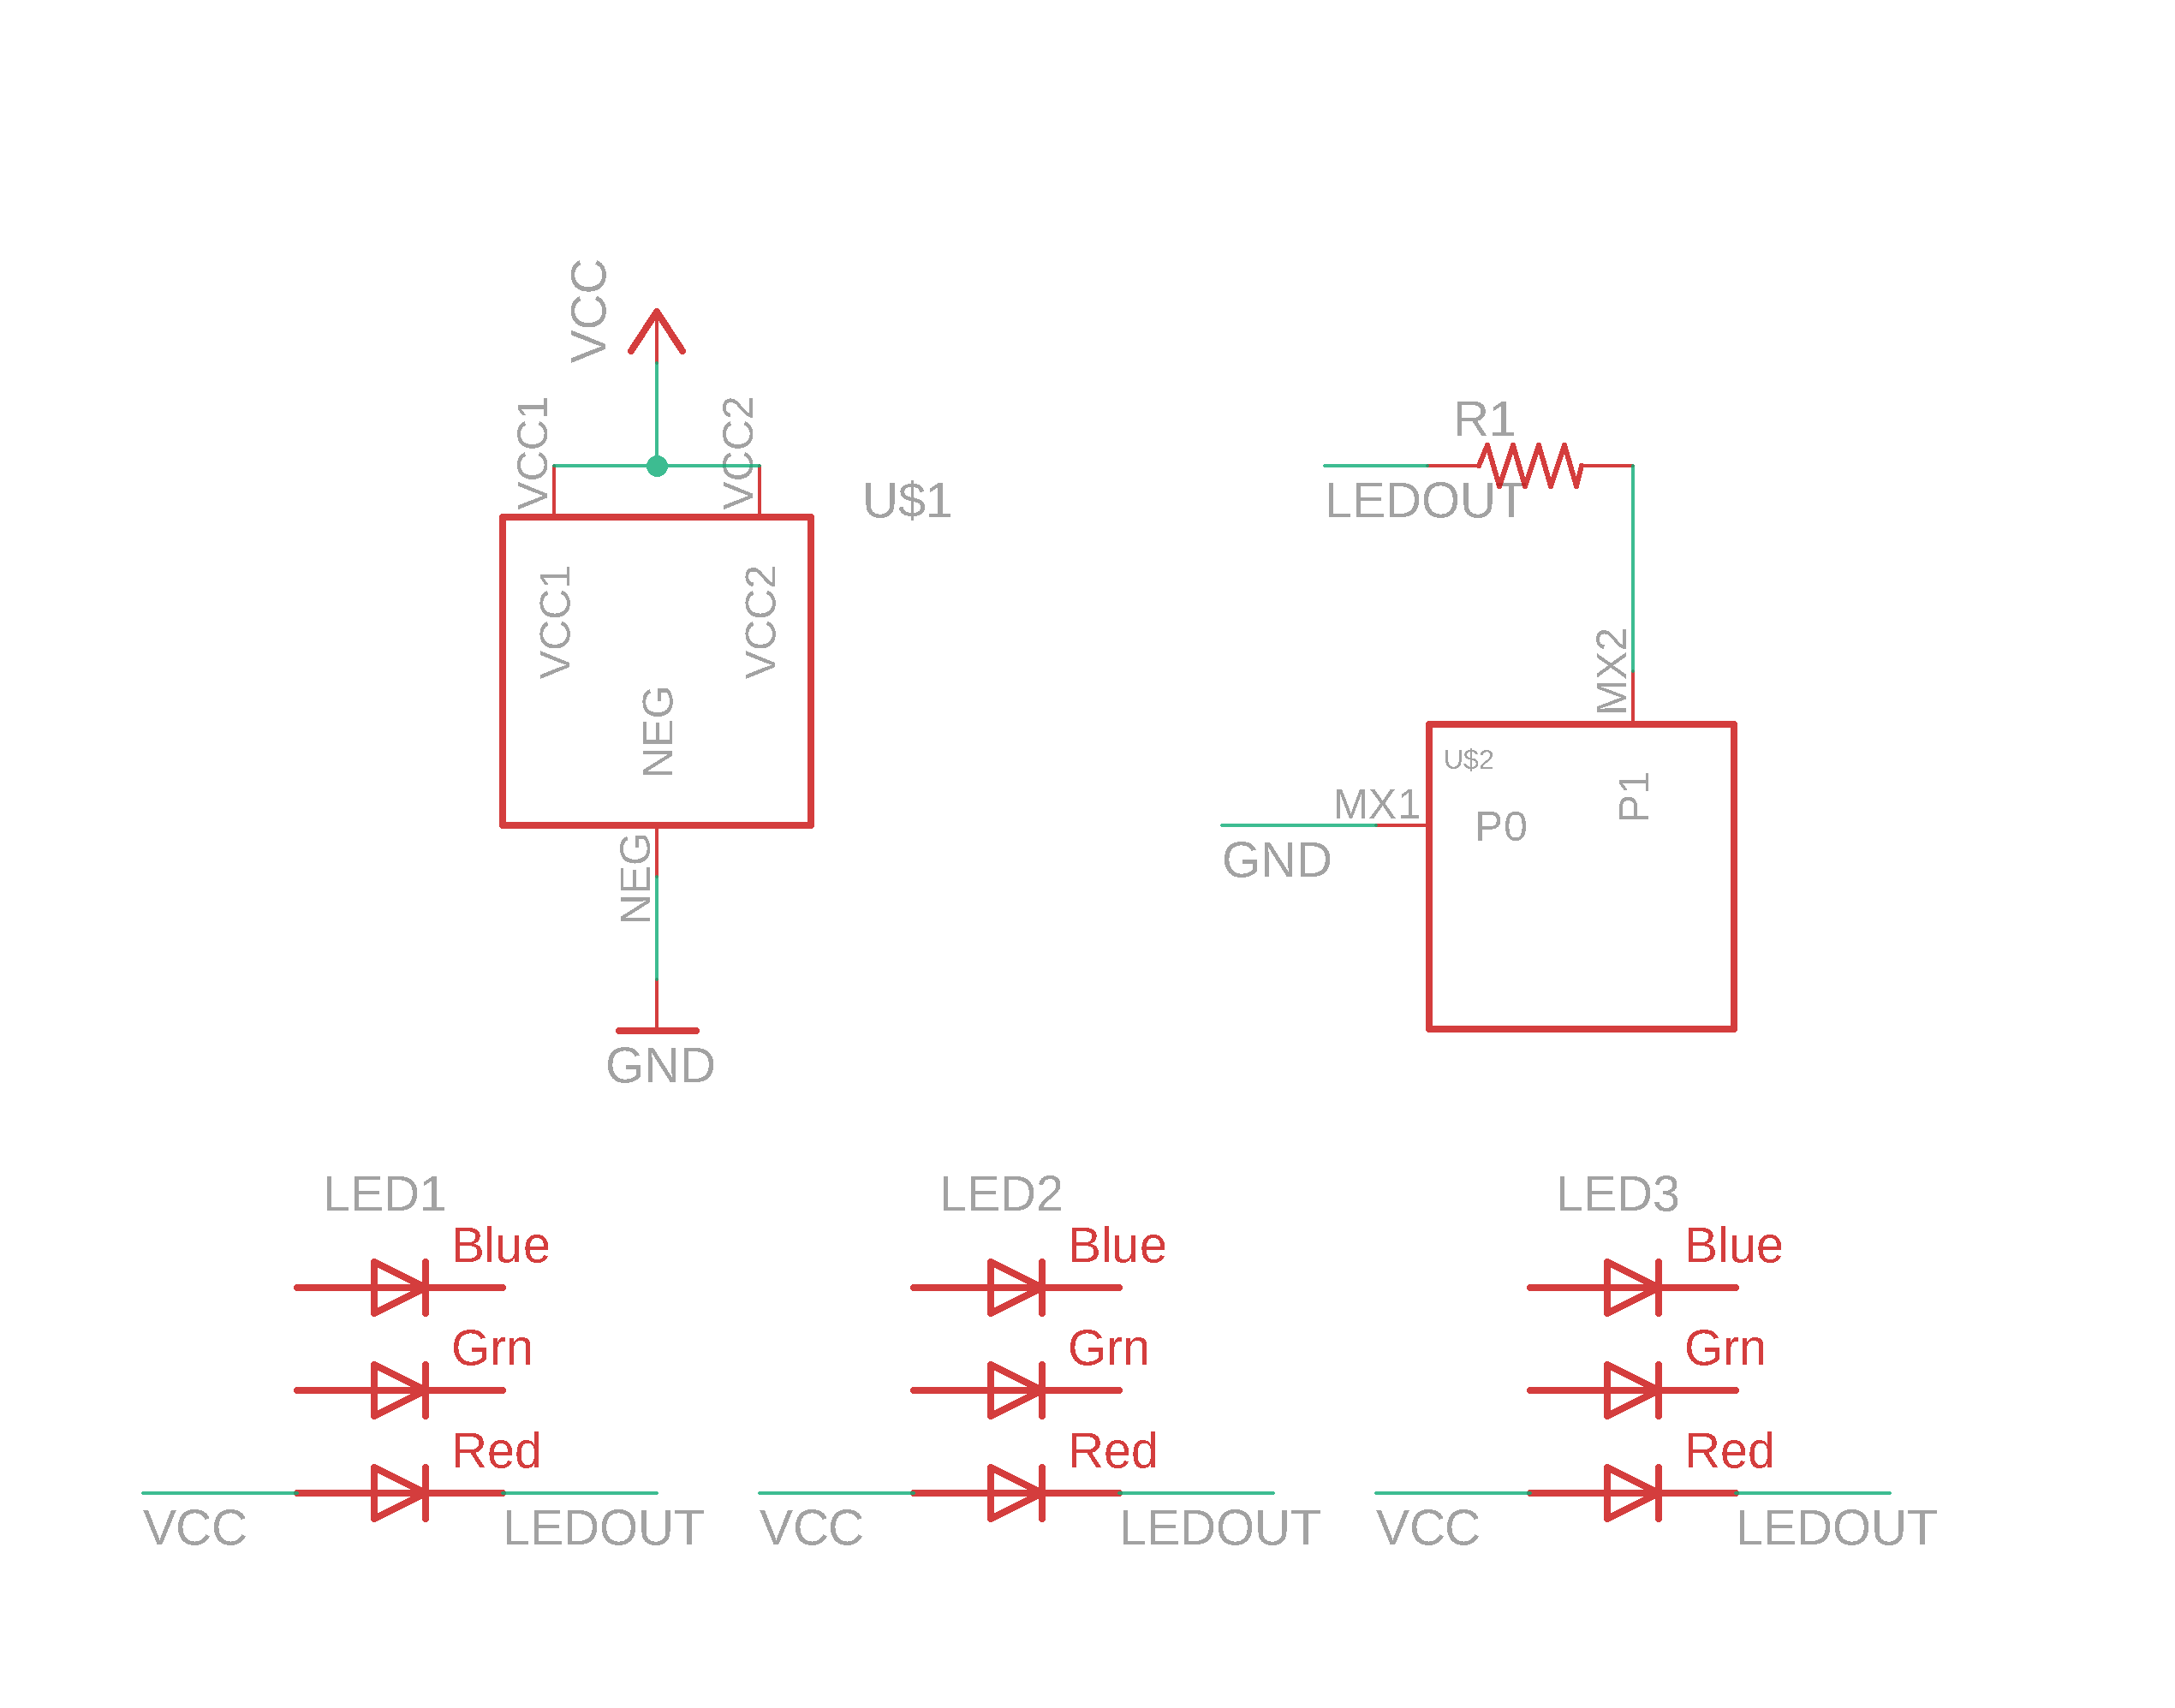 VCC
VCC1
VCC2
U$1
VCC1
VCC2
NEG
NEG
GND
R1
LEDOUT
MX2
U$2
P1
MX1
P0
GND
LED1
Blue
Grn
Red
VCC
LEDOUT
LED2
Blue
Grn
Red
VCC
LEDOUT
LED3
Blue
Grn
Red
VCC
LEDOUT